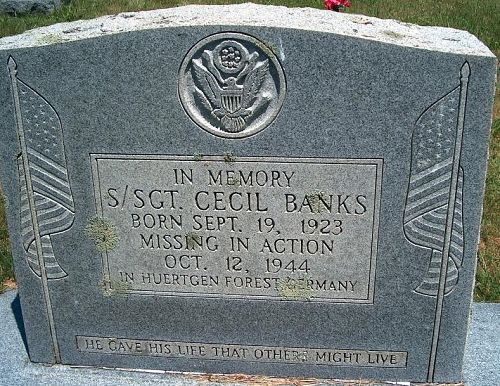 IN MEMORY
S/SGT. CECIL BANKS
BORN SEPT. 19, 1923
MISSING IN ACTION
OCT. 12, 1944
IN HUERTGEN FOREST GERMANY
HE GAVE HIS LIFE THAT OTHERS MIGHT LIVE